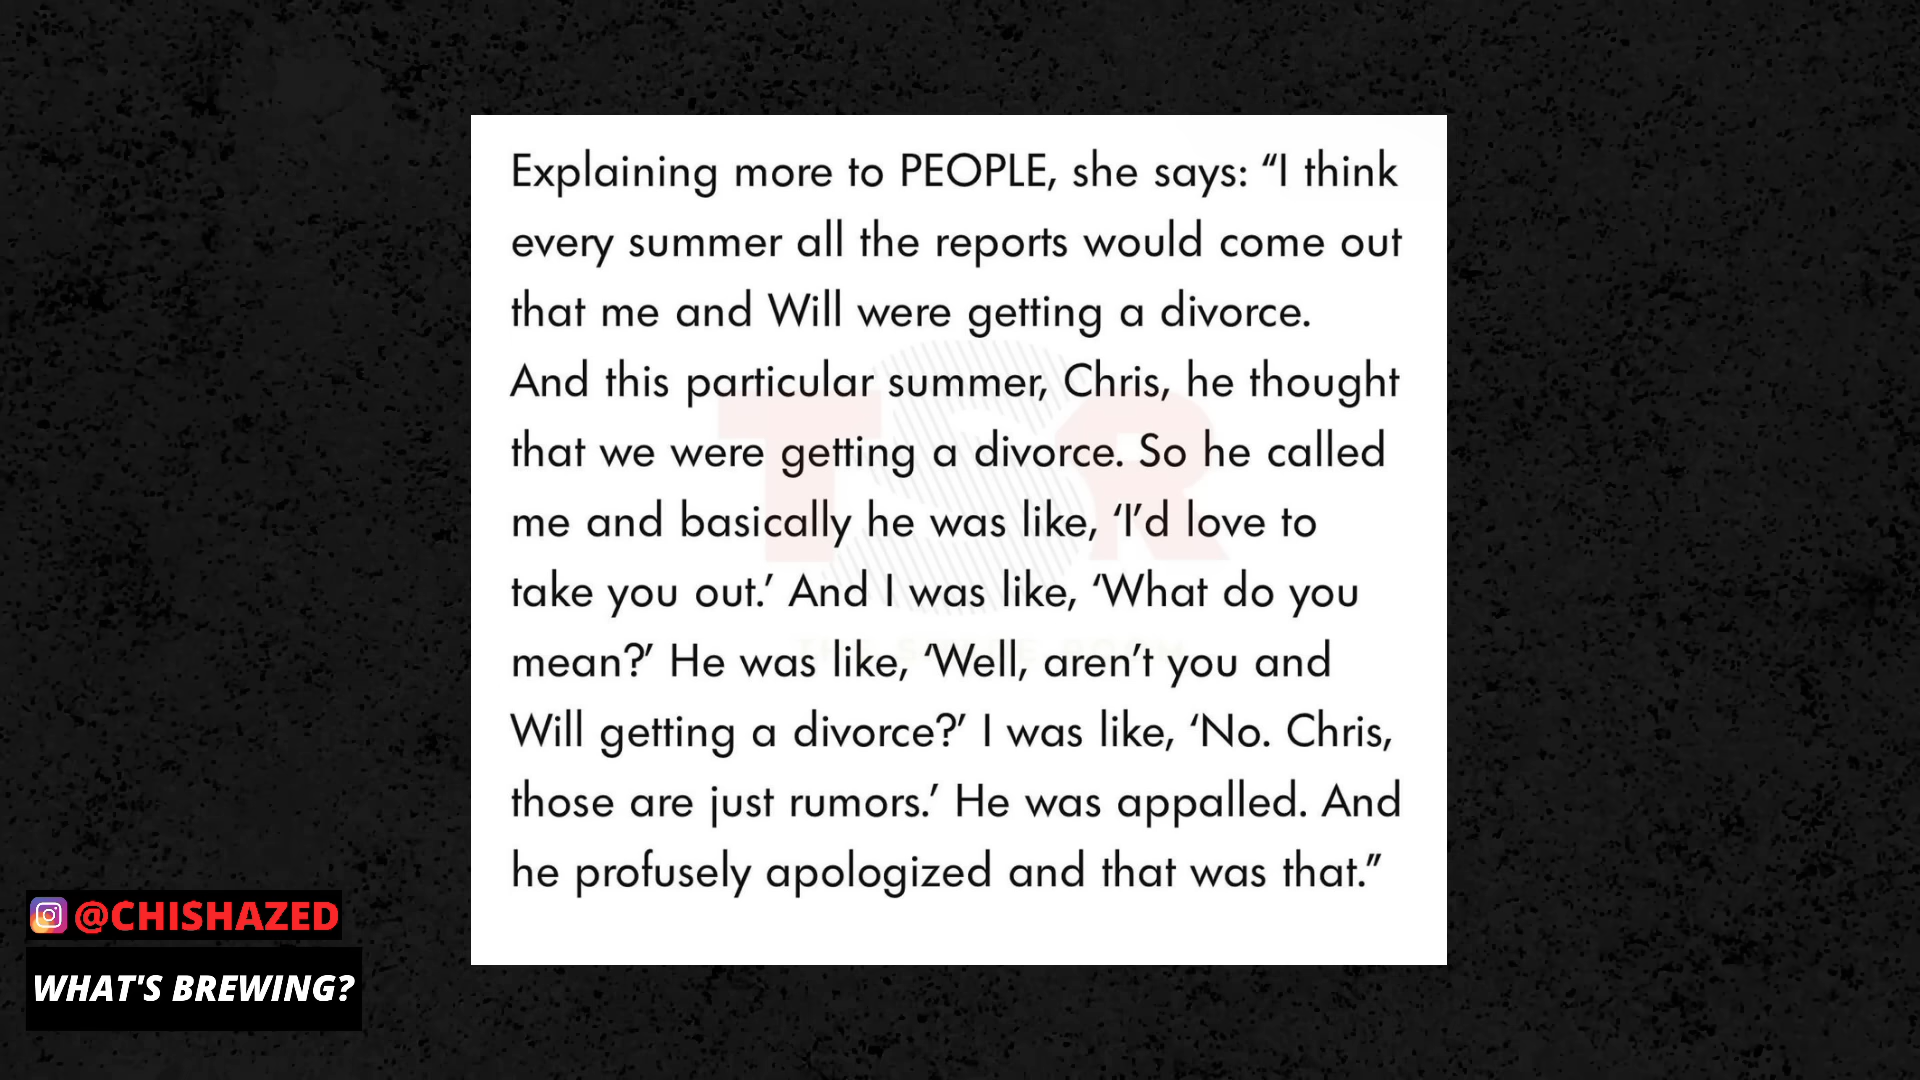 Explaining more to PEOPLE, she says: “I think
every summer all the reports would come out
that me and Will were getting a divorce.
And this particular summer, Chris, he thought
that we were getting a divorce. So he called
me and basically he was like, ‘I’d love to
take you out.’ And I was like, ‘What do you
mean?’ He was like, ‘Well, aren’t you and
Will getting a divorce?’ I was like, ‘No. Chris,
those are just rumors.’ He was appalled. And
he profusely apologized and that was that.”
TSR
@CHISHAZED
WHAT'S BREWING?